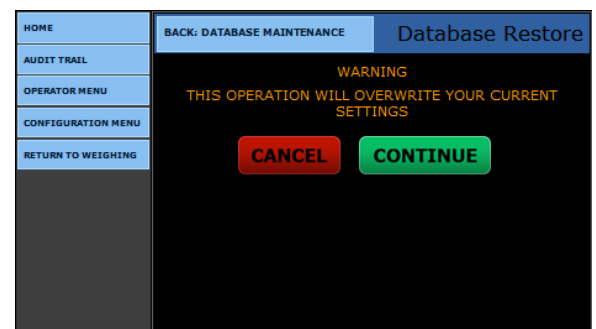 HOME
AUDIT TRAIL
OPERATOR MENU
CONFIGURATION MENU
RETURN TO WEIGHING
BACK: DATABASE MAINTENANCE
Database Restore
WARNING
THIS OPERATION WILL OVERWRITE YOUR CURRENT
SETTINGS
CANCEL
CONTINUE